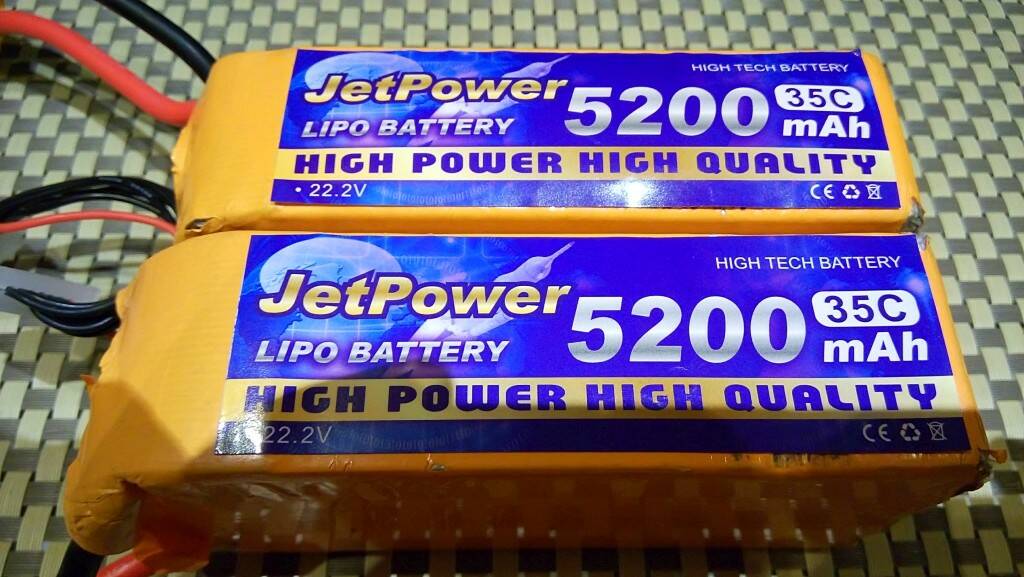 JetPower
HIGH TECH BATTERY
LIPO BATTERY
5200 35C mAh
HIGH POWER HIGH QUALITY
• 22.2V CE
JetPower
HIGH TECH BATTERY
LIPO BATTERY
5200 35C mAh
HIGH POWER HIGH QUALITY
22.2V CE